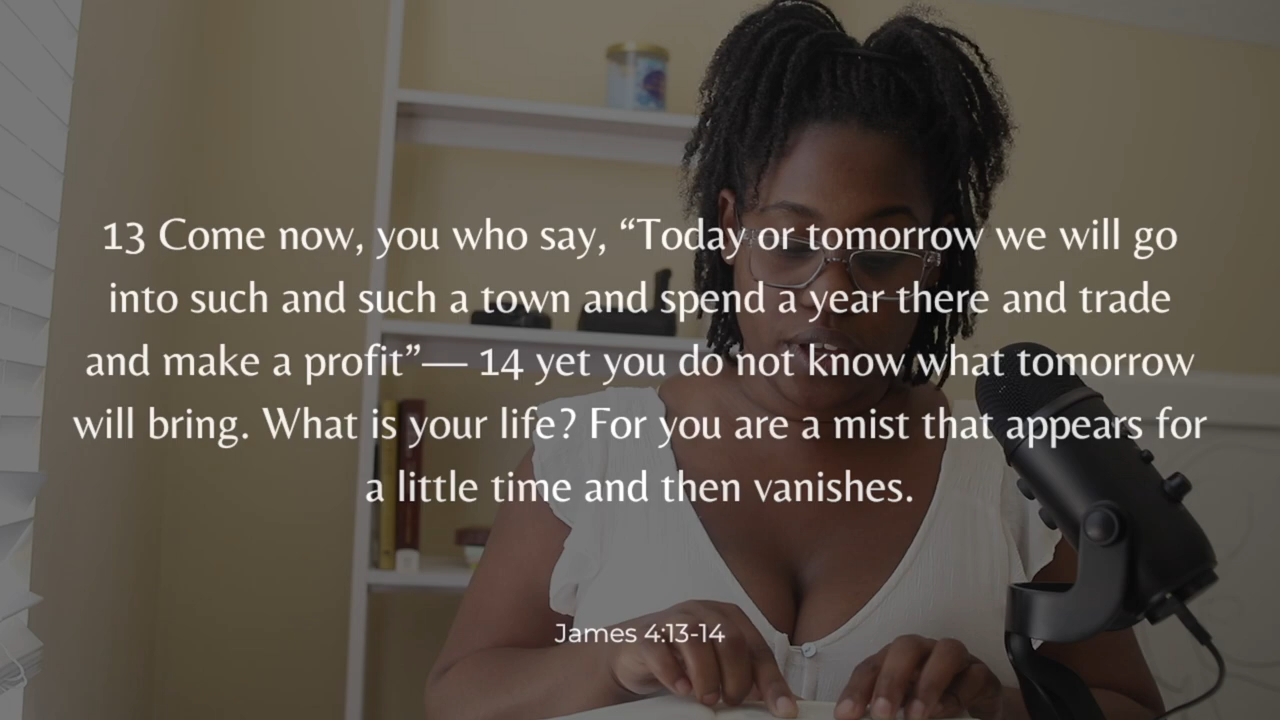 13 Come now, you who say, “Today or tomorrow we will go
into such and such a town and spend a year there and trade
and make a profit”— 14 yet you do not know what tomorrow
will bring. What is your life? For you are a mist that appears for
a little time and then vanishes.
James 4:13-14